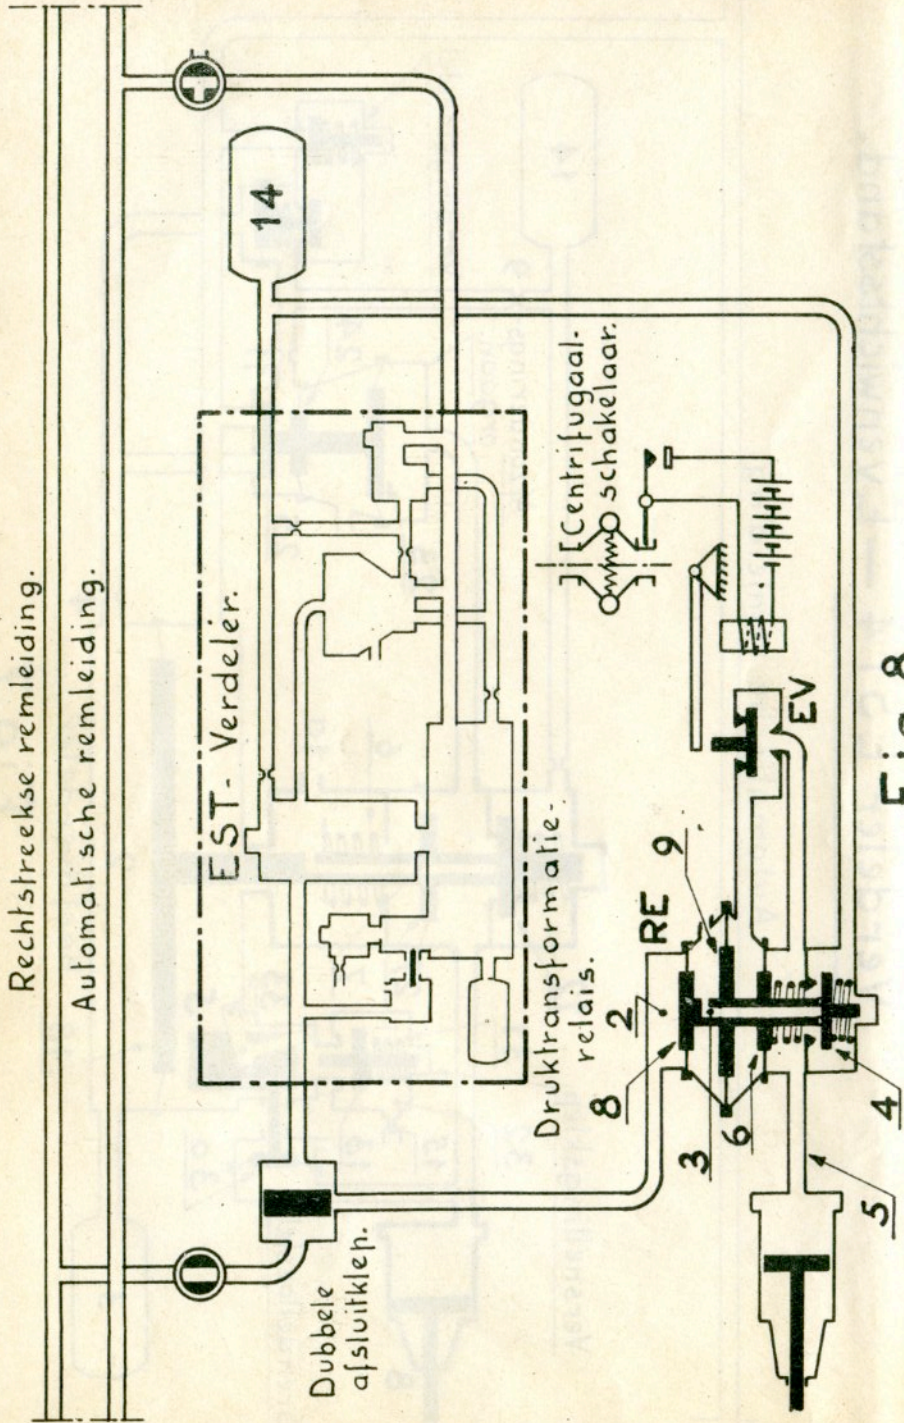 Rechtstreekse remleiding.
Automatische remleiding.
14
EST- Verdeler.
Centrifugaal-
schakelaar.
Dubbele
afsluitklep.
Druktransformatie-
relais.
2
RE
9
8
3
6
EV
5
4
Fig 8